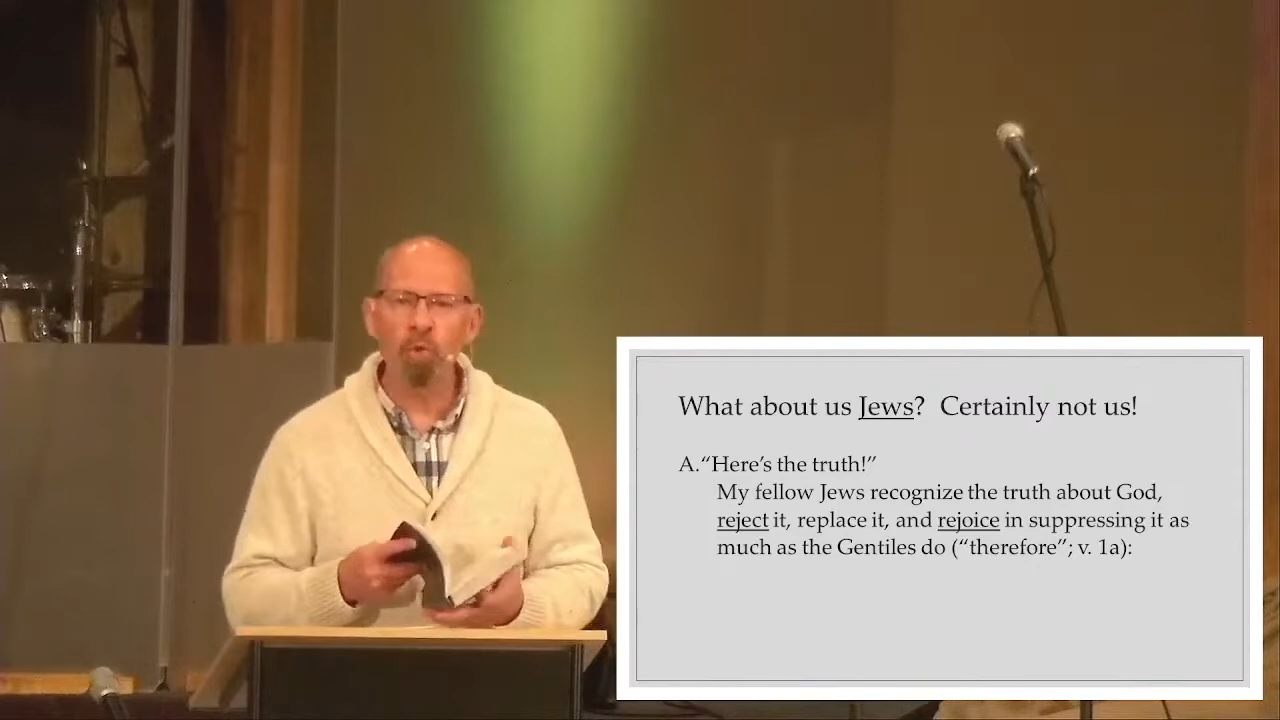 What about us Jews?  Certainly not us!
A.“Here’s the truth!”
My fellow Jews recognize the truth about God,
reject it, replace it, and rejoice in suppressing it as
much as the Gentiles do (“therefore”; v. 1a):